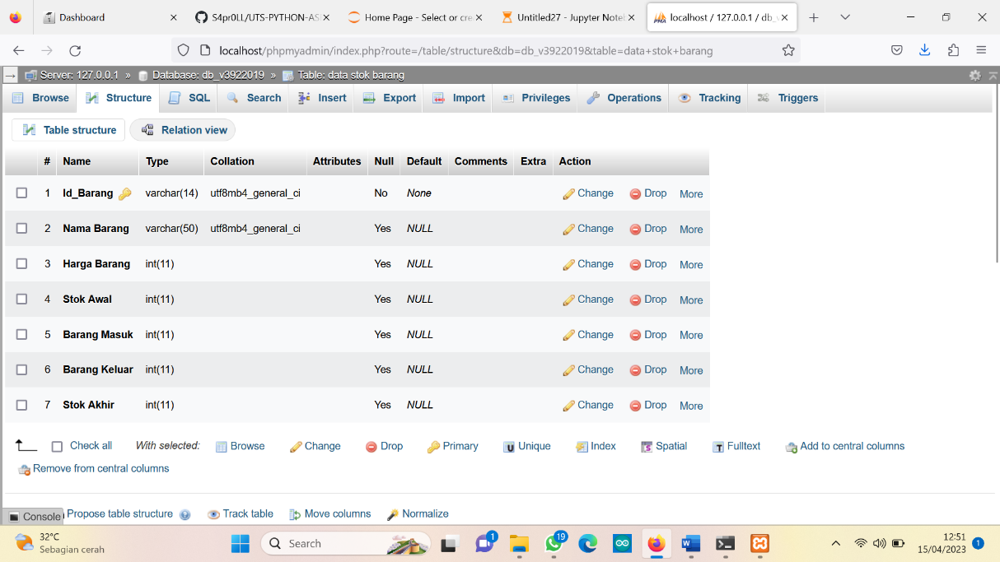 Dashboard
S4pr0LL/UTS-PYTHON-AS
Home Page - Select or cre
Untitled27 - Jupyter Note
localhost / 127.0.0.1 / db_v
localhost/phpmyadmin/index.php?route=/table/structure&db=db_v3922019&table=data+stok+barang
Server: 127.0.0.1 » Database: db_v3922019 » Table: data stok barang
Browse Structure SQL Search Insert Export Import Privileges Operations Tracking Triggers
Table structure Relation view
# Name Type Collation Attributes Null Default Comments Extra Action
1 Id_Barang varchar(14) utf8mb4_general_ci No None Change Drop More
2 Nama Barang varchar(50) utf8mb4_general_ci Yes NULL Change Drop More
3 Harga Barang int(11) Yes NULL Change Drop More
4 Stok Awal int(11) Yes NULL Change Drop More
5 Barang Masuk int(11) Yes NULL Change Drop More
6 Barang Keluar int(11) Yes NULL Change Drop More
7 Stok Akhir int(11) Yes NULL Change Drop More
Check all With selected: Browse Change Drop Primary Unique Index Spatial Fulltext Add to central columns
Remove from central columns
Console Propose table structure Track table Move columns Normalize
32°C
Sebagian cerah
Search
1
19
12:51
15/04/2023
1